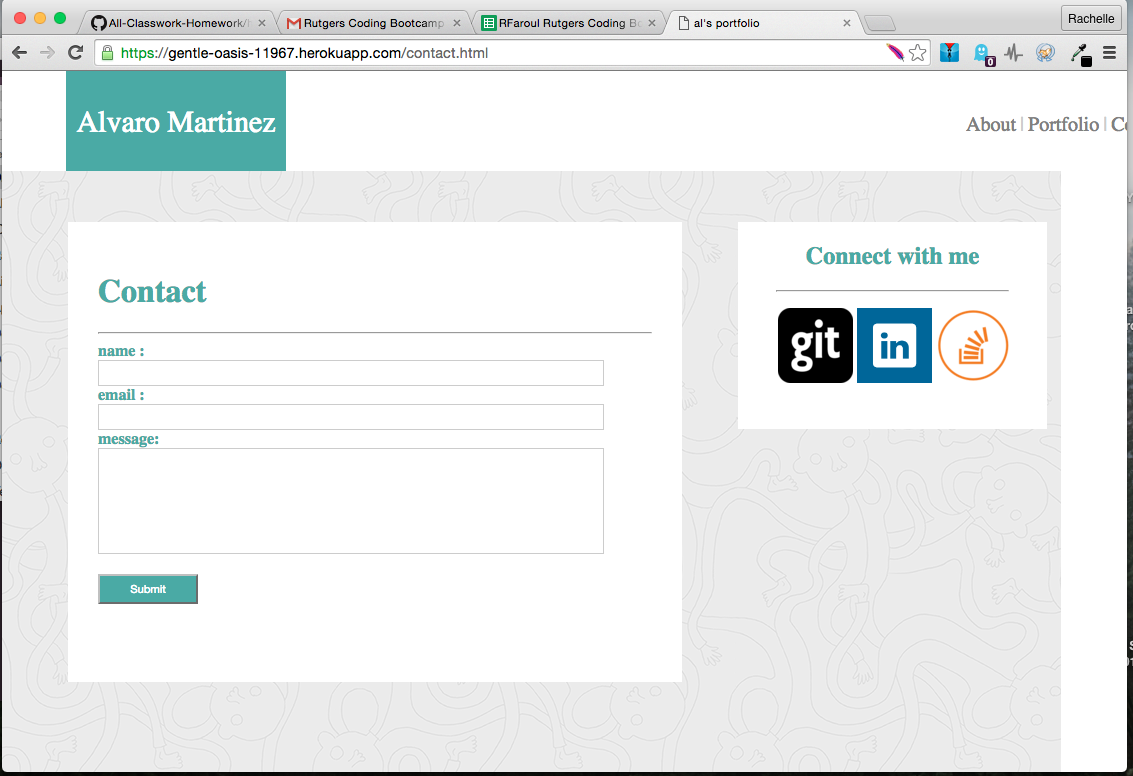 All-Classwork-Homework/
Rutgers Coding Bootcamp
RFaroul Rutgers Coding Bo
al's portfolio
Rachelle
https://gentle-oasis-11967.herokuapp.com/contact.html
0
Alvaro Martinez
About | Portfolio | Co
Contact
name :
email :
message:
Submit
Connect with me
git
in